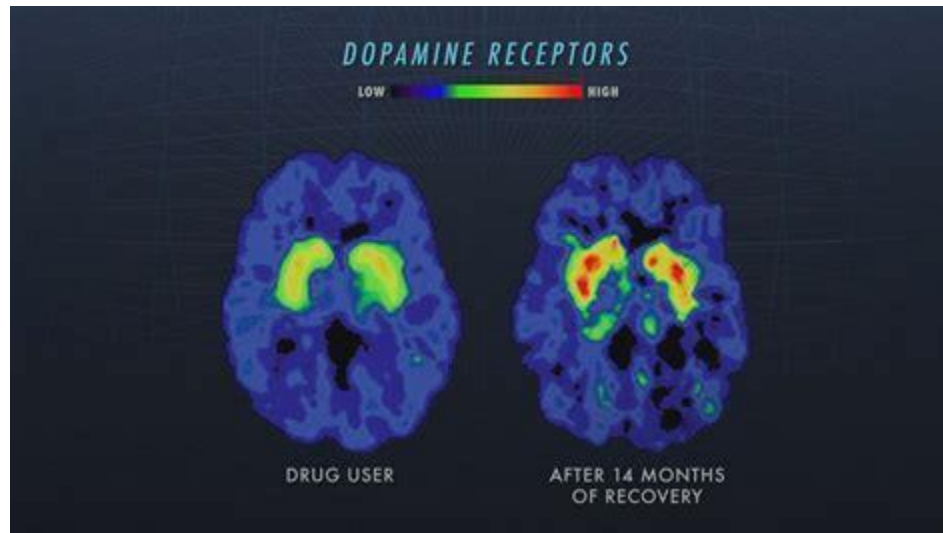 DOPAMINE RECEPTORS
LOW HIGH
DRUG USER
AFTER 14 MONTHS
OF RECOVERY